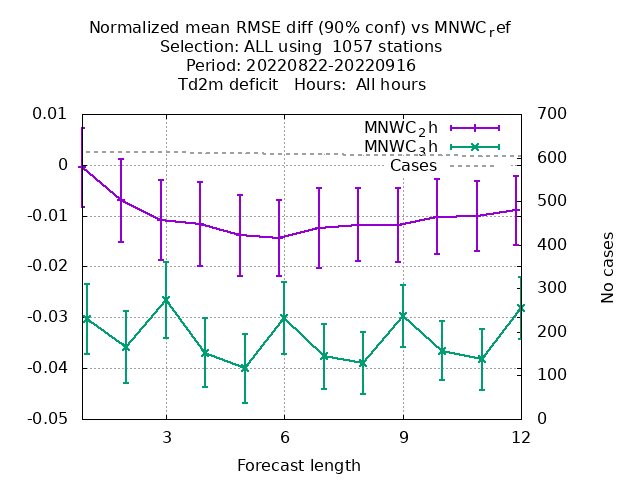 Normalized mean RMSE diff (90% conf) vs MNWC_ref
Selection: ALL using  1057 stations
Period: 20220822-20220916
Td2m deficit   Hours:  All hours
0.01
0
-0.01
-0.02
-0.03
-0.04
-0.05
MNWC_2h
MNWC_3h
Cases
700
600
500
400
300
200
100
0
No cases
3
6
9
12
Forecast length